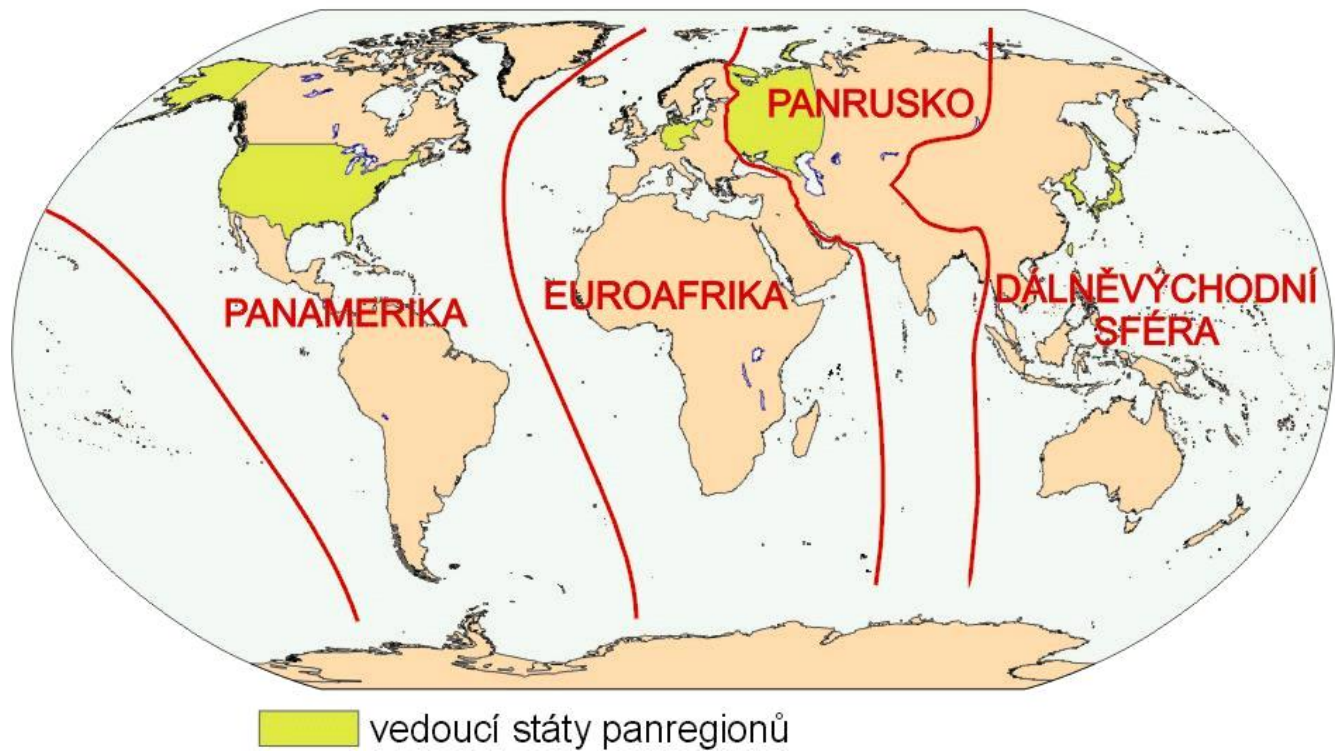 PANRUSKO
PANAMERIKA
EUROAFRIKA
DÁLNĚVÝCHODNÍ
SFÉRA
vedoucí státy panregionů